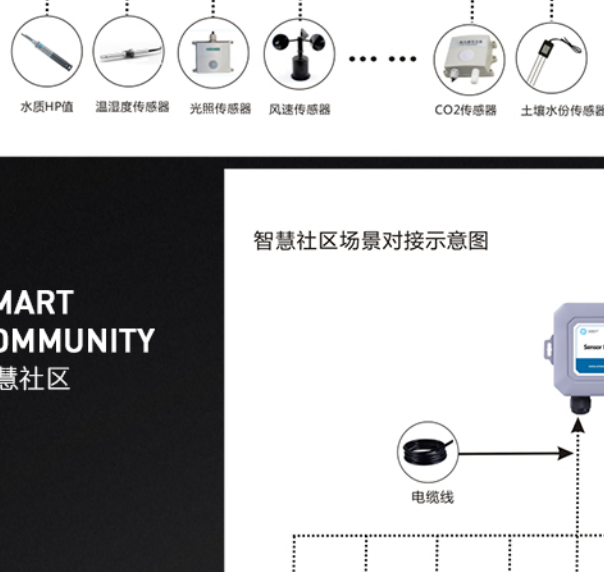 水质HP值
温湿度传感器
光照传感器
风速传感器
CO2传感器
土壤水份传感器
智慧社区场景对接示意图
MART
OMMUNITY
慧社区
Sensor
电缆线